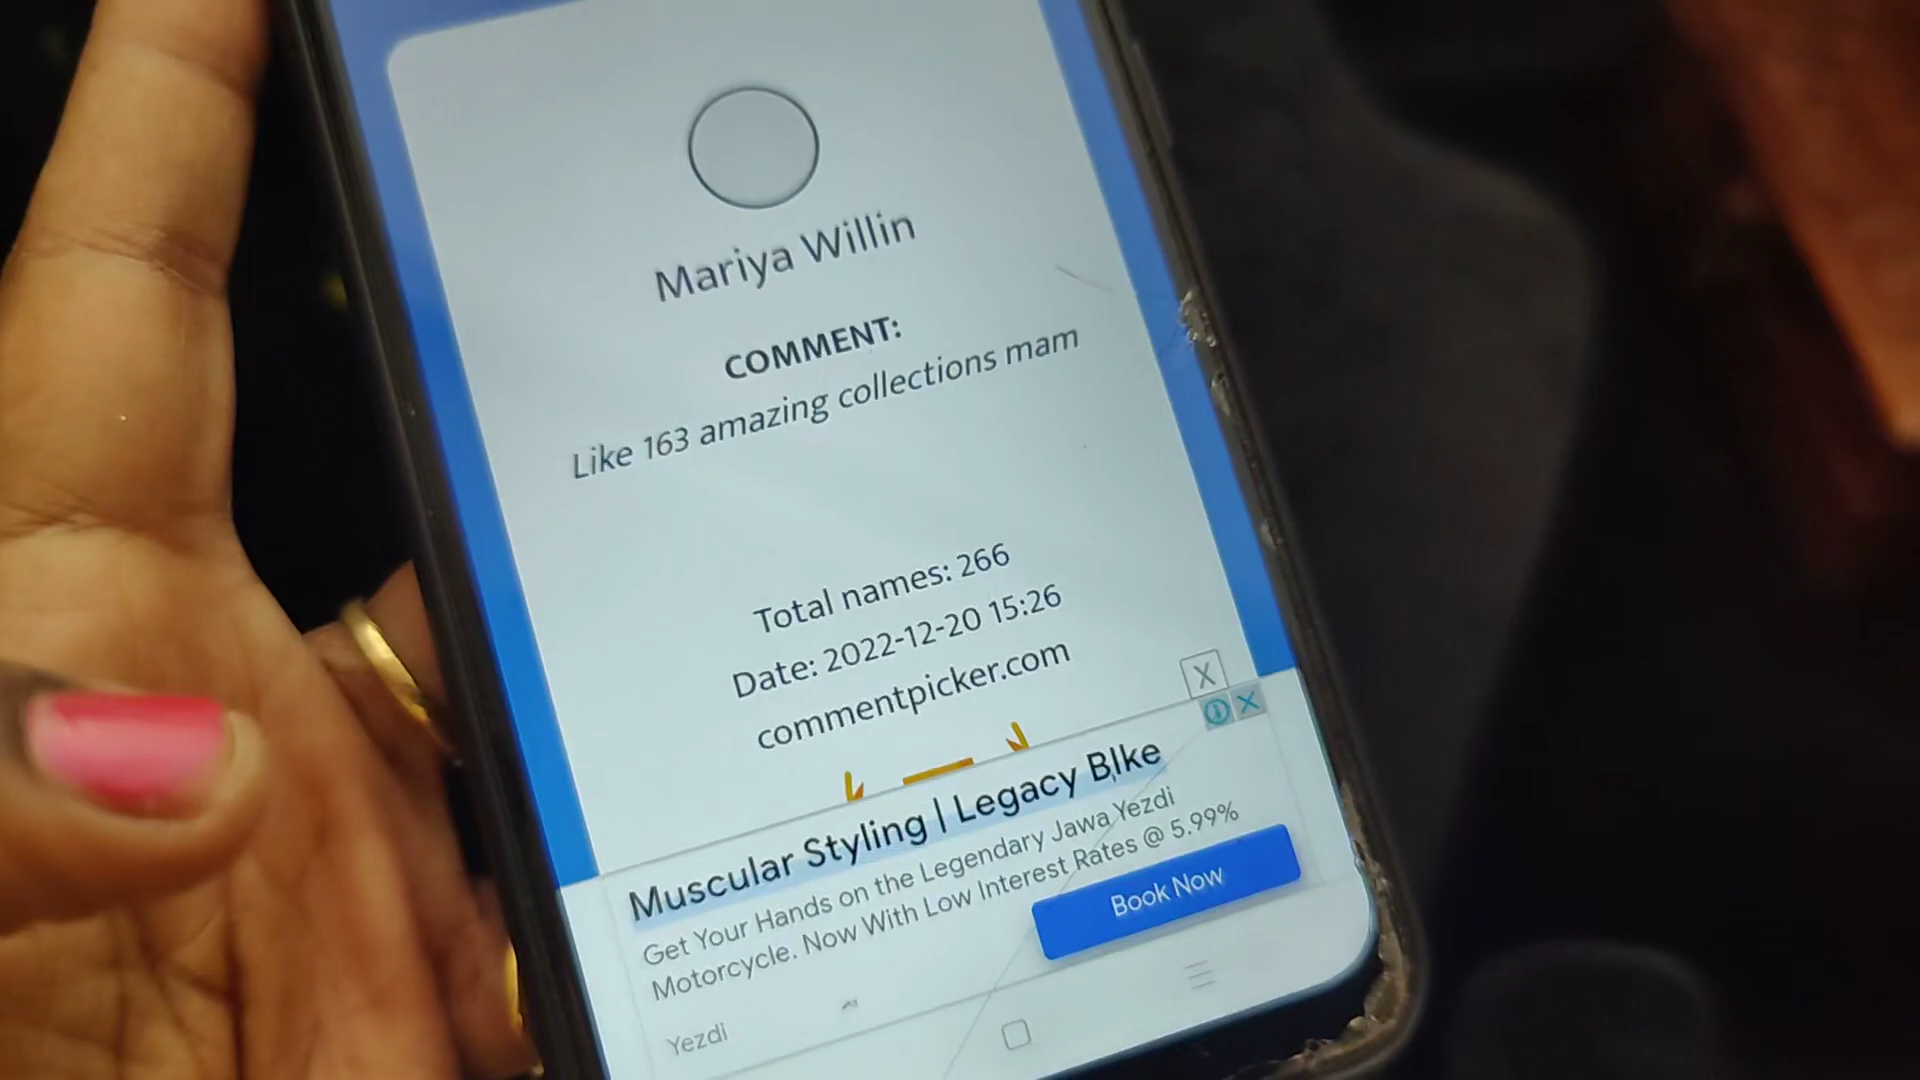 Mariya Willin
COMMENT:
Like 163 amazing collections mam
Total names: 266
Date: 2022-12-20 15:26
commentpicker.com
X
Muscular Styling | Legacy BIke
Get Your Hands on the Legendary Jawa Yezdi
Motorcycle. Now With Low Interest Rates @ 5.99%
Book Now
Yezdi